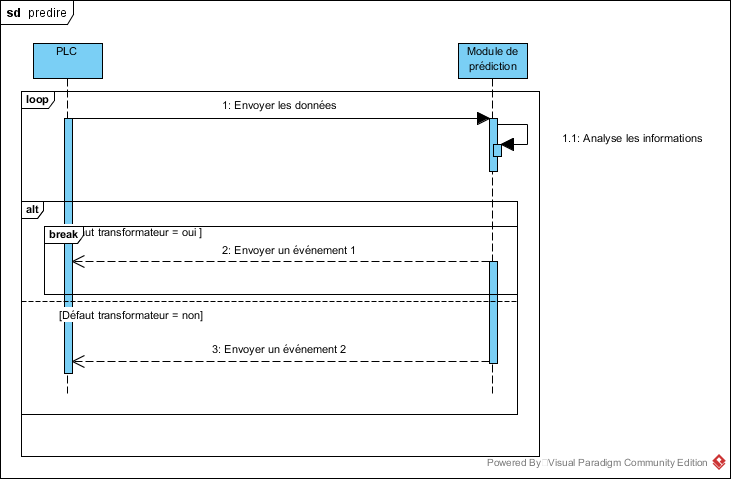 sd predire
PLC
Module de
prédiction
loop
1: Envoyer les données
1.1: Analyse les informations
alt
break
transformateur = oui ]
2: Envoyer un événement 1
[Défaut transformateur = non]
3: Envoyer un événement 2
Powered By Visual Paradigm Community Edition